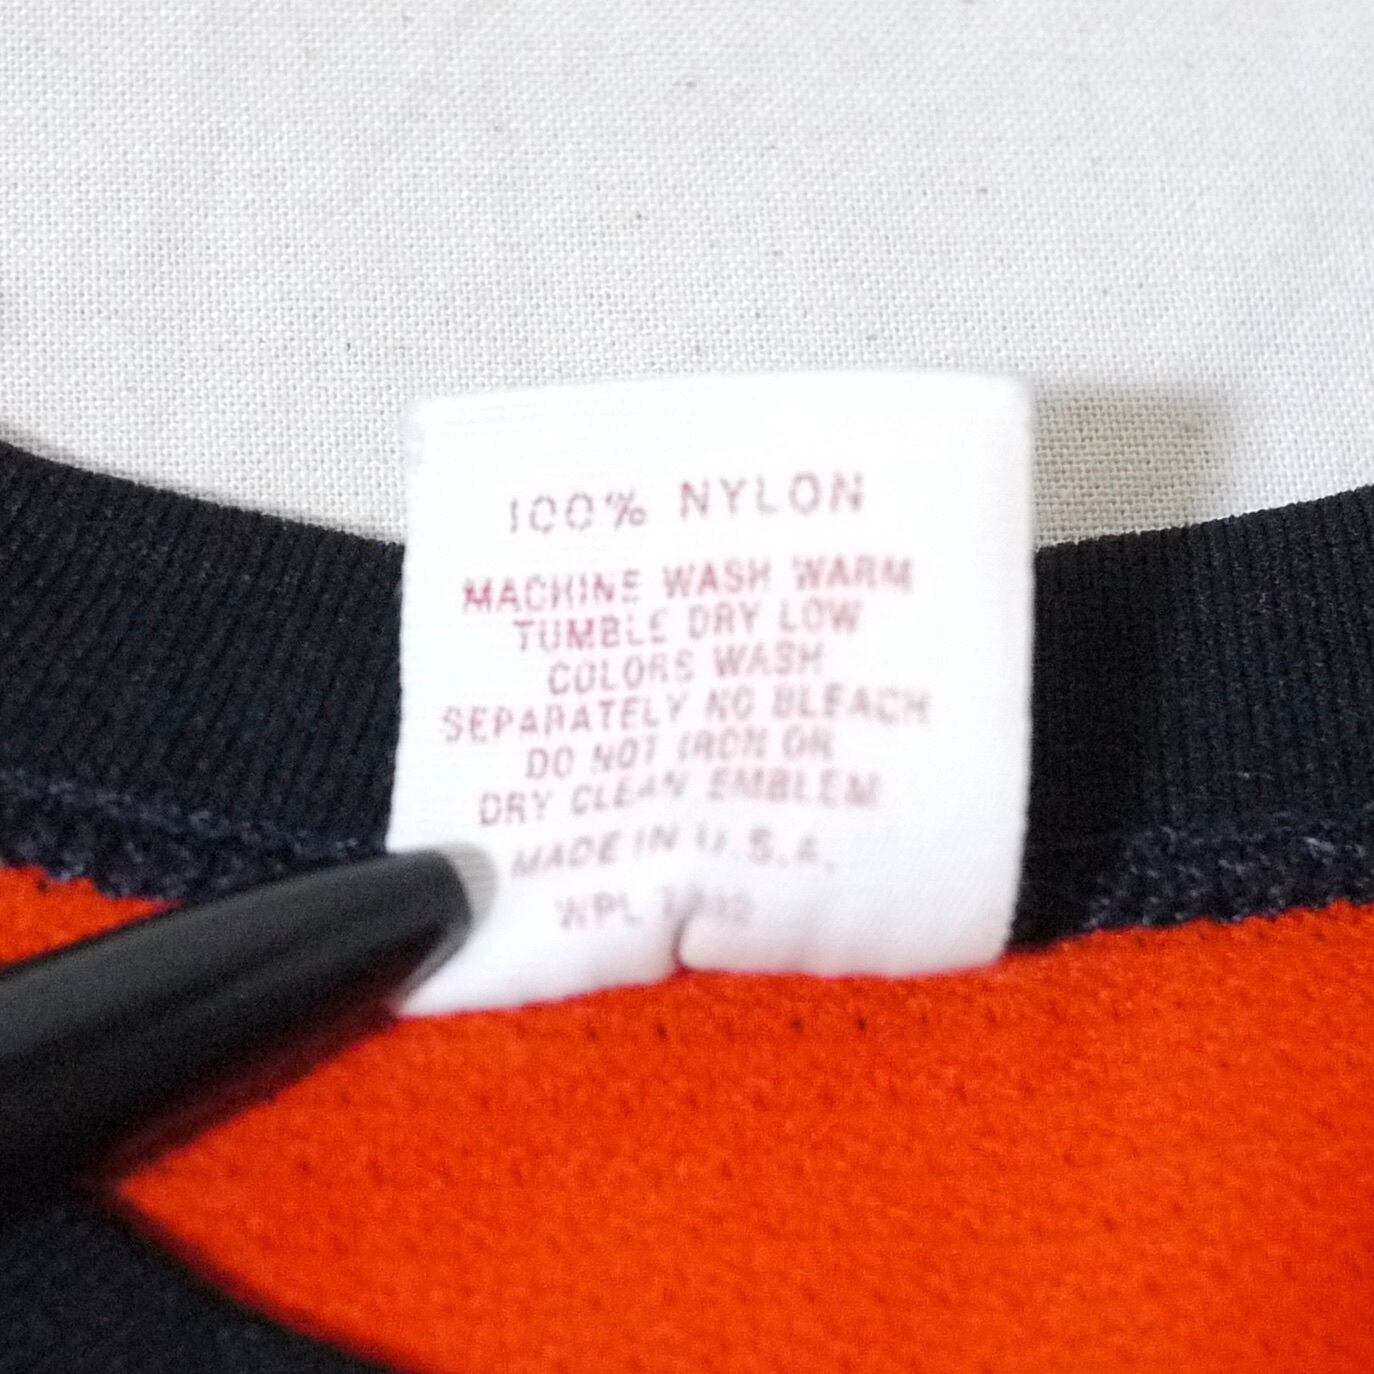 100% NYLON
MACHINE WASH WARM
TUMBLE DRY LOW
COLORS WASH
SEPARATELY NO BLEACH
DO NOT IRON OR
DRY CLEAN EMBLEM
MADE IN U.S.A.
WPL